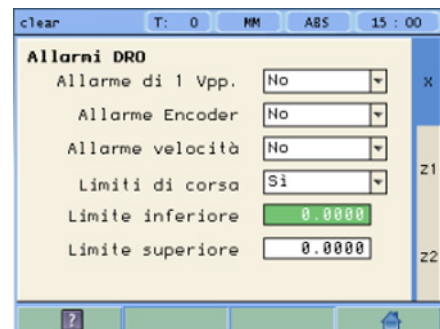 clear T: 0 MM ABS 15 : 00
Allarmi DRO
Allarme di 1 Vpp. No
X
Allarme Encoder No
Allarme velocità No
Z1
Limiti di corsa Sì
Limite inferiore 0.0000
Limite superiore 0.0000
Z2
?